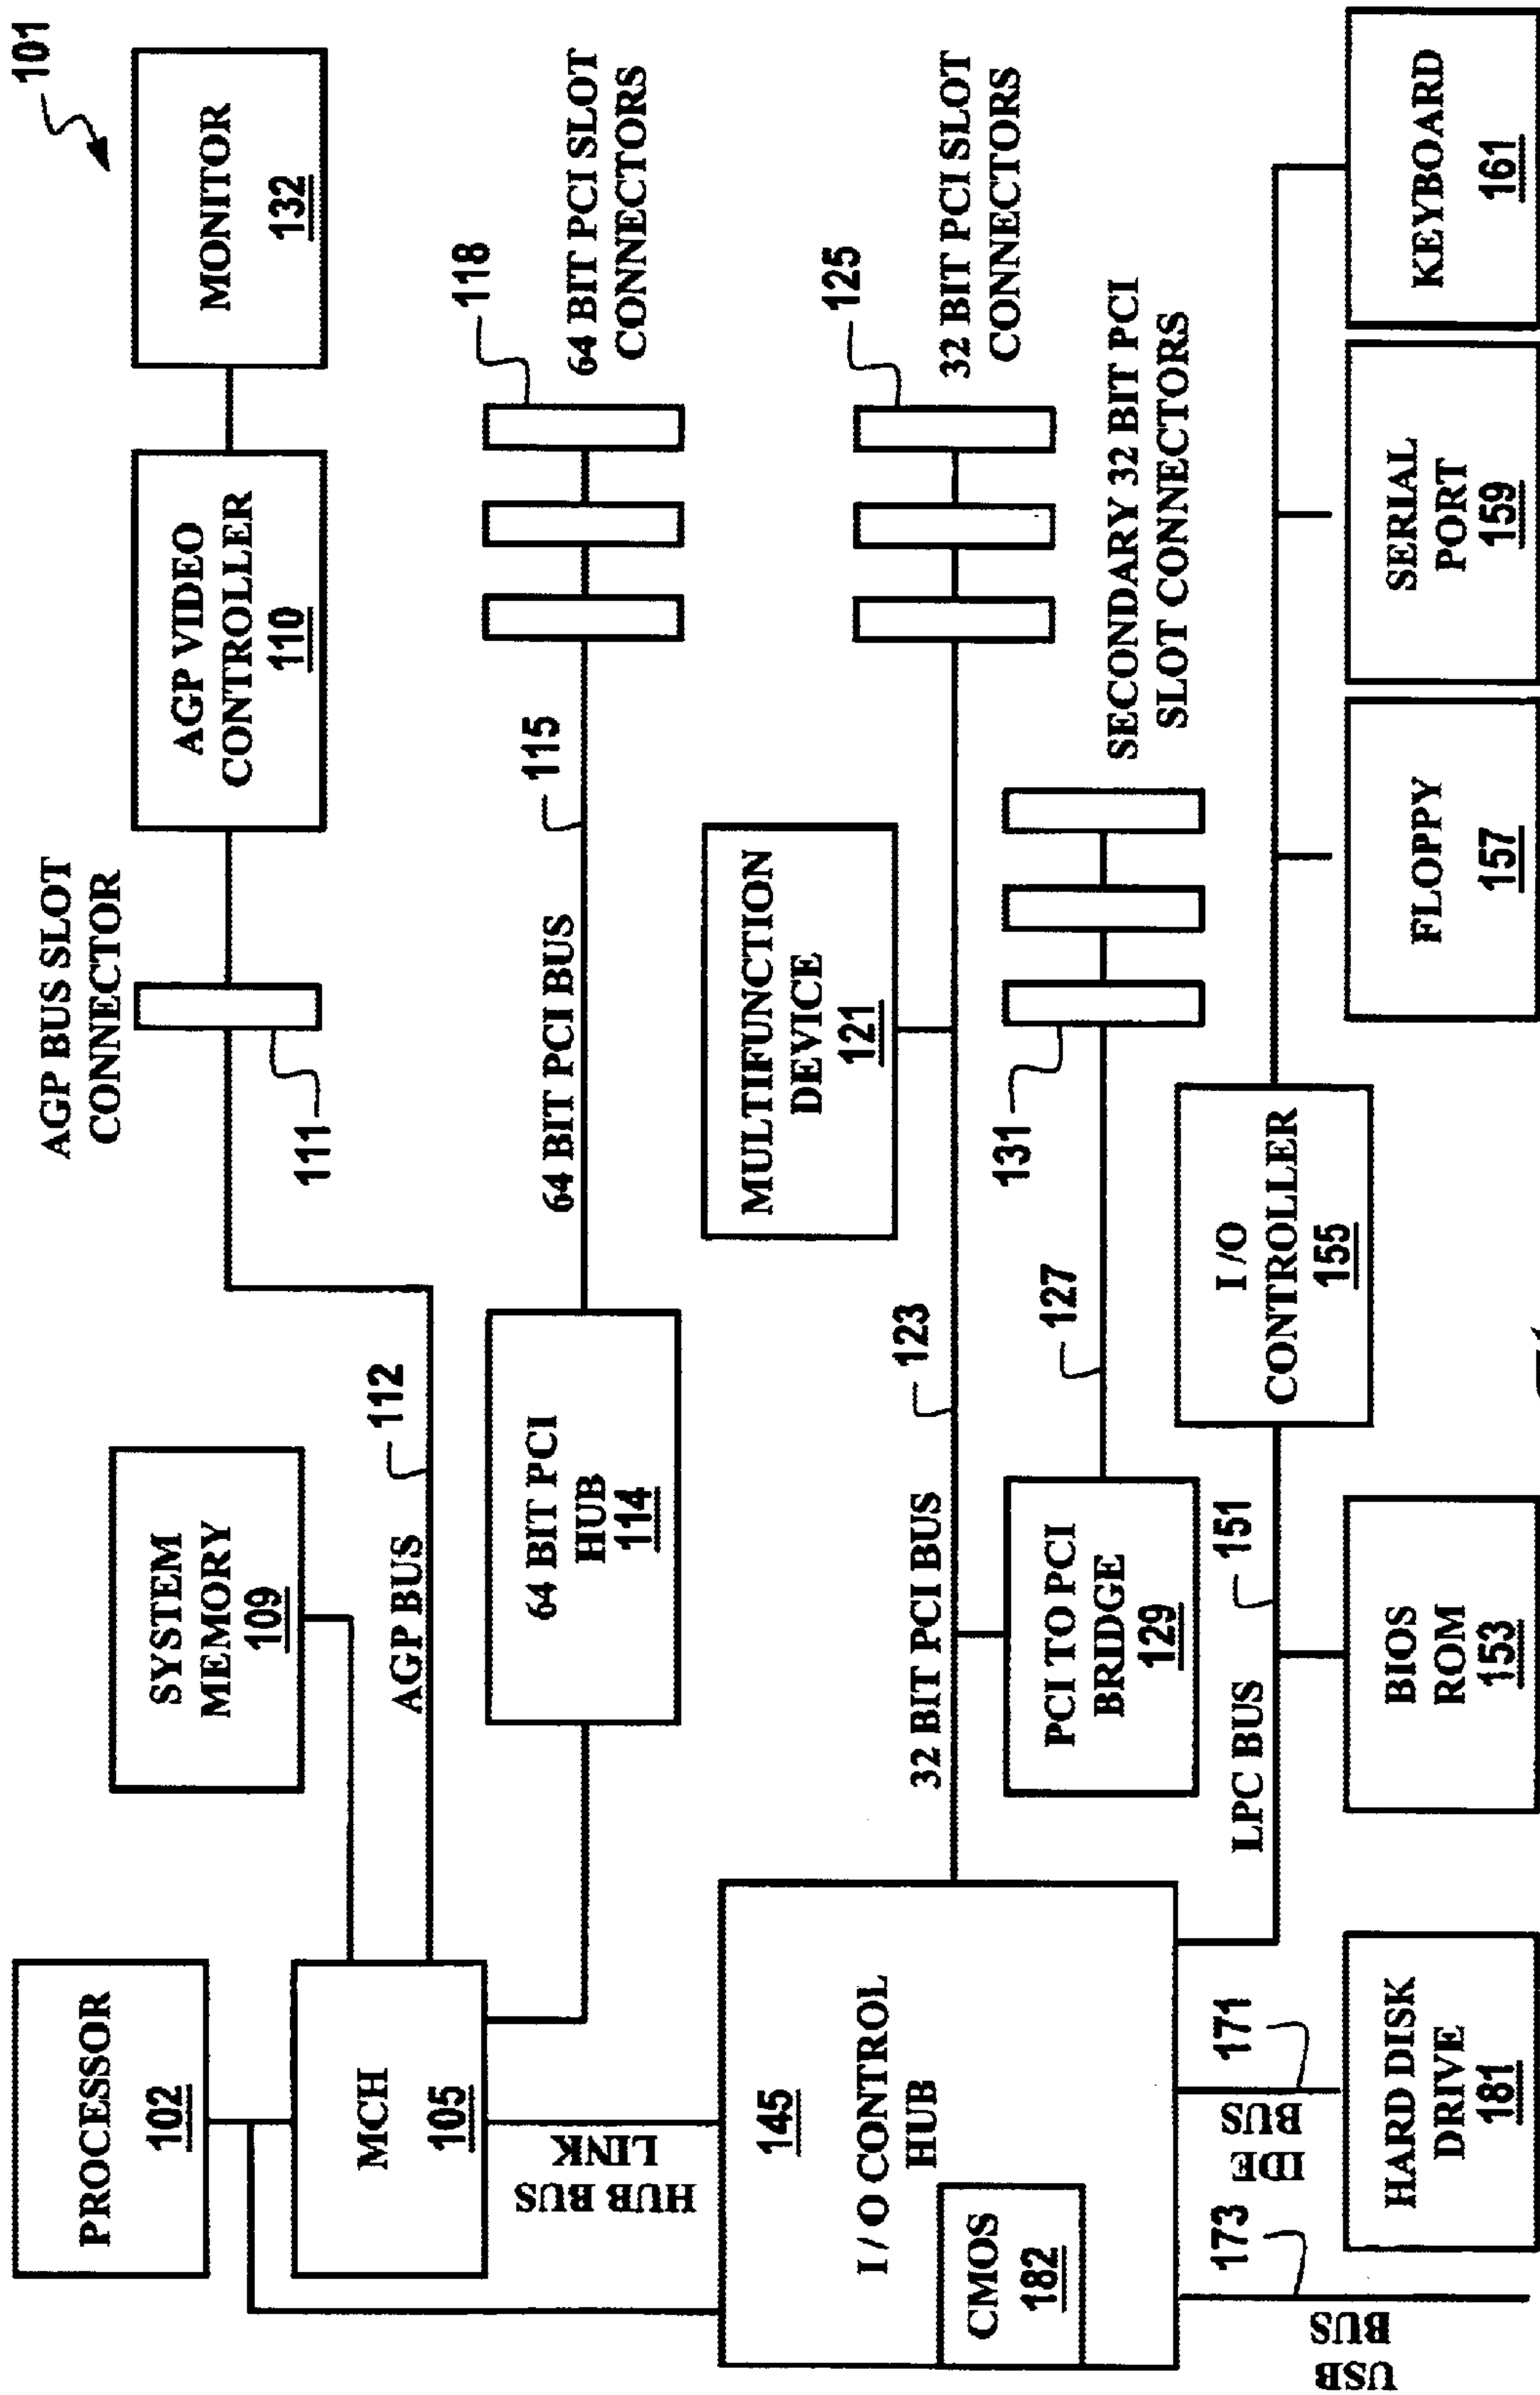 101
PROCESSOR
102
SYSTEM
MEMORY
109
AGP BUS SLOT
CONNECTOR
111
AGP VIDEO
CONTROLLER
110
MONITOR
132
MCH
105
AGP BUS
112
HUB BUS
LINK
64 BIT PCI
HUB
114
64 BIT PCI BUS
115
118
64 BIT PCI SLOT
CONNECTORS
145
I / O CONTROL
HUB
CMOS
182
32 BIT PCI BUS
123
MULTIFUNCTION
DEVICE
121
125
32 BIT PCI SLOT
CONNECTORS
PCI TO PCI
BRIDGE
129
127
131
SECONDARY 32 BIT PCI
SLOT CONNECTORS
LPC BUS
151
I /O
CONTROLLER
155
USB
BUS
173
IDE
BUS
171
HARD DISK
DRIVE
181
BIOS
ROM
153
FLOPPY
157
SERIAL
PORT
159
KEYBOARD
161